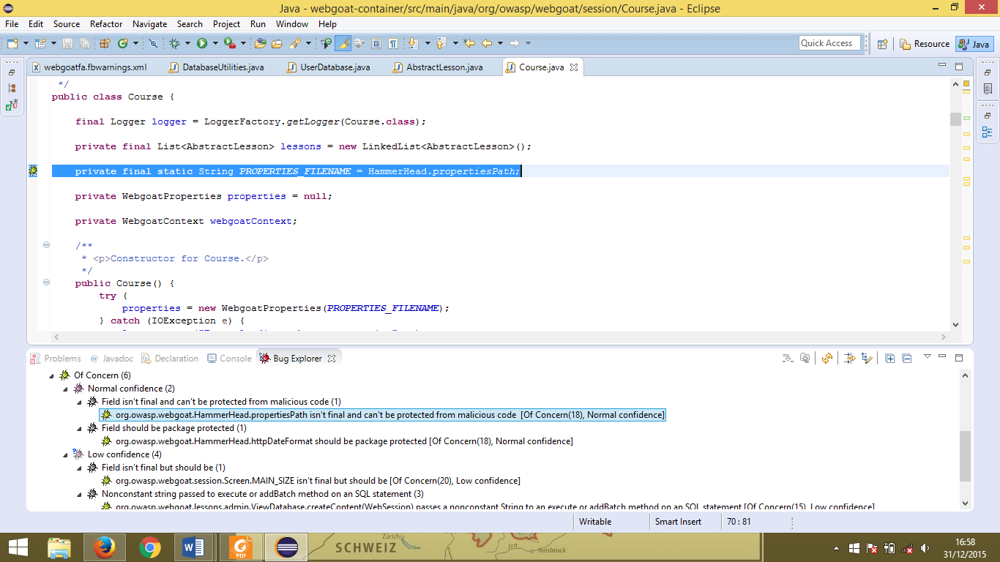 Java - webgoat-container/src/main/java/org/owasp/webgoat/session/Course.java - Eclipse
File Edit Source Refactor Navigate Search Project Run Window Help
Quick Access Resource Java
webgoatfa.fbwarnings.xml DatabaseUtilities.java UserDatabase.java AbstractLesson.java Course.java
*/
public class Course {
final Logger logger = LoggerFactory.getLogger(Course.class);
private final List<AbstractLesson> lessons = new LinkedList<AbstractLesson>();
private final static String PROPERTIES_FILENAME = HammerHead.propertiesPath;
private WebgoatProperties properties = null;
private WebgoatContext webgoatContext;
/**
* <p>Constructor for Course.</p>
*/
public Course() {
try {
properties = new WebgoatProperties(PROPERTIES_FILENAME);
} catch (IOException e) {
Problems @ Javadoc Declaration Console Bug Explorer
Of Concern (6)
Normal confidence (2)
Field isn't final and can't be protected from malicious code (1)
org.owasp.webgoat.HammerHead.propertiesPath isn't final and can't be protected from malicious code [Of Concern(18), Normal confidence]
Field should be package protected (1)
org.owasp.webgoat.HammerHead.httpDateFormat should be package protected [Of Concern(18), Normal confidence]
Low confidence (4)
Field isn't final but should be (1)
org.owasp.webgoat.session.Screen.MAIN_SIZE isn't final but should be [Of Concern(20), Low confidence]
Nonconstant string passed to execute or addBatch method on an SQL statement (3)
org.owasp.webgoat.lessons.admin.ViewDatabase.createContent(WebSession) passes a nonconstant String to an execute or addBatch method on an SQL statement [Of Concern(15), Low confidence]
Writable Smart Insert 70 : 81
Zürich
SCHWEIZ
Inn
Innsbruck
PDF
16:58
31/12/2015